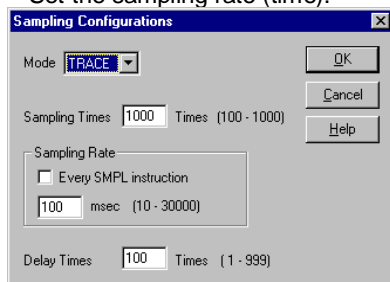 Set the sampling rate (time).
Sampling Configurations
Mode TRACE
OK
Cancel
Help
Sampling Times 1000 Times (100 - 1000)
Sampling Rate
Every SMPL instruction
100 msec (10 - 30000)
Delay Times 100 Times ( 1 - 999)